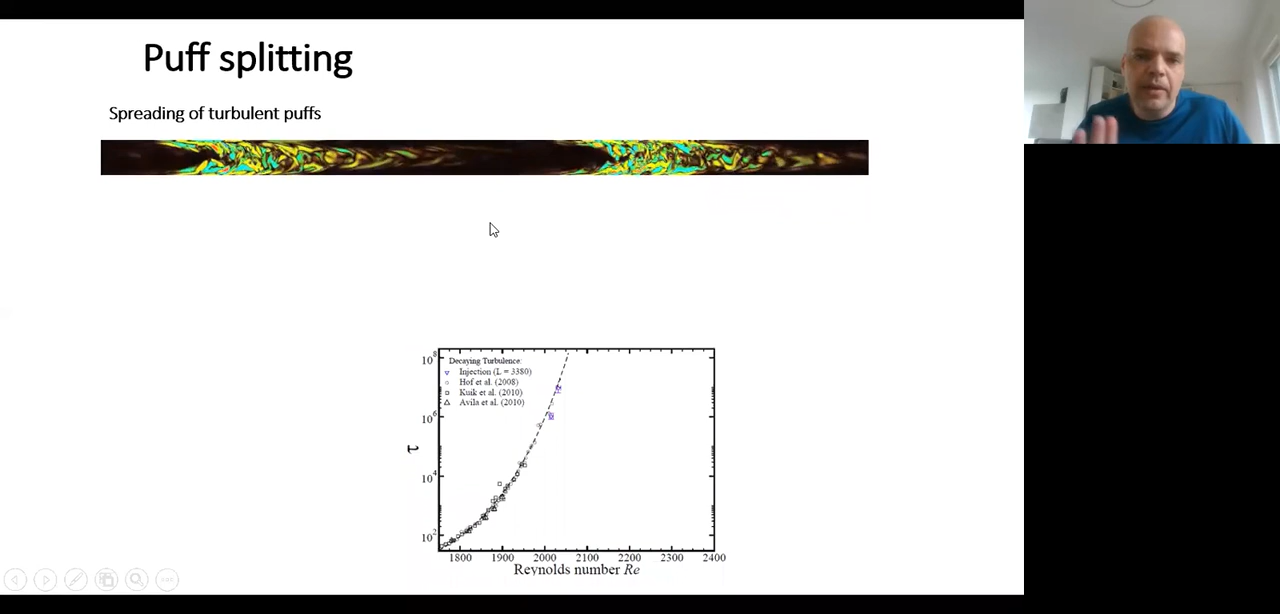 Puff splitting
Spreading of turbulent puffs
10⁸
10⁶
10⁴
10²
τ
Decaying Turbulence:
Injection (L = 3380)
Hof et al. (2008)
Kuik et al. (2010)
Avila et al. (2010)
1800 1900 2000 2100 2200 2300 2400
Reynolds number Re